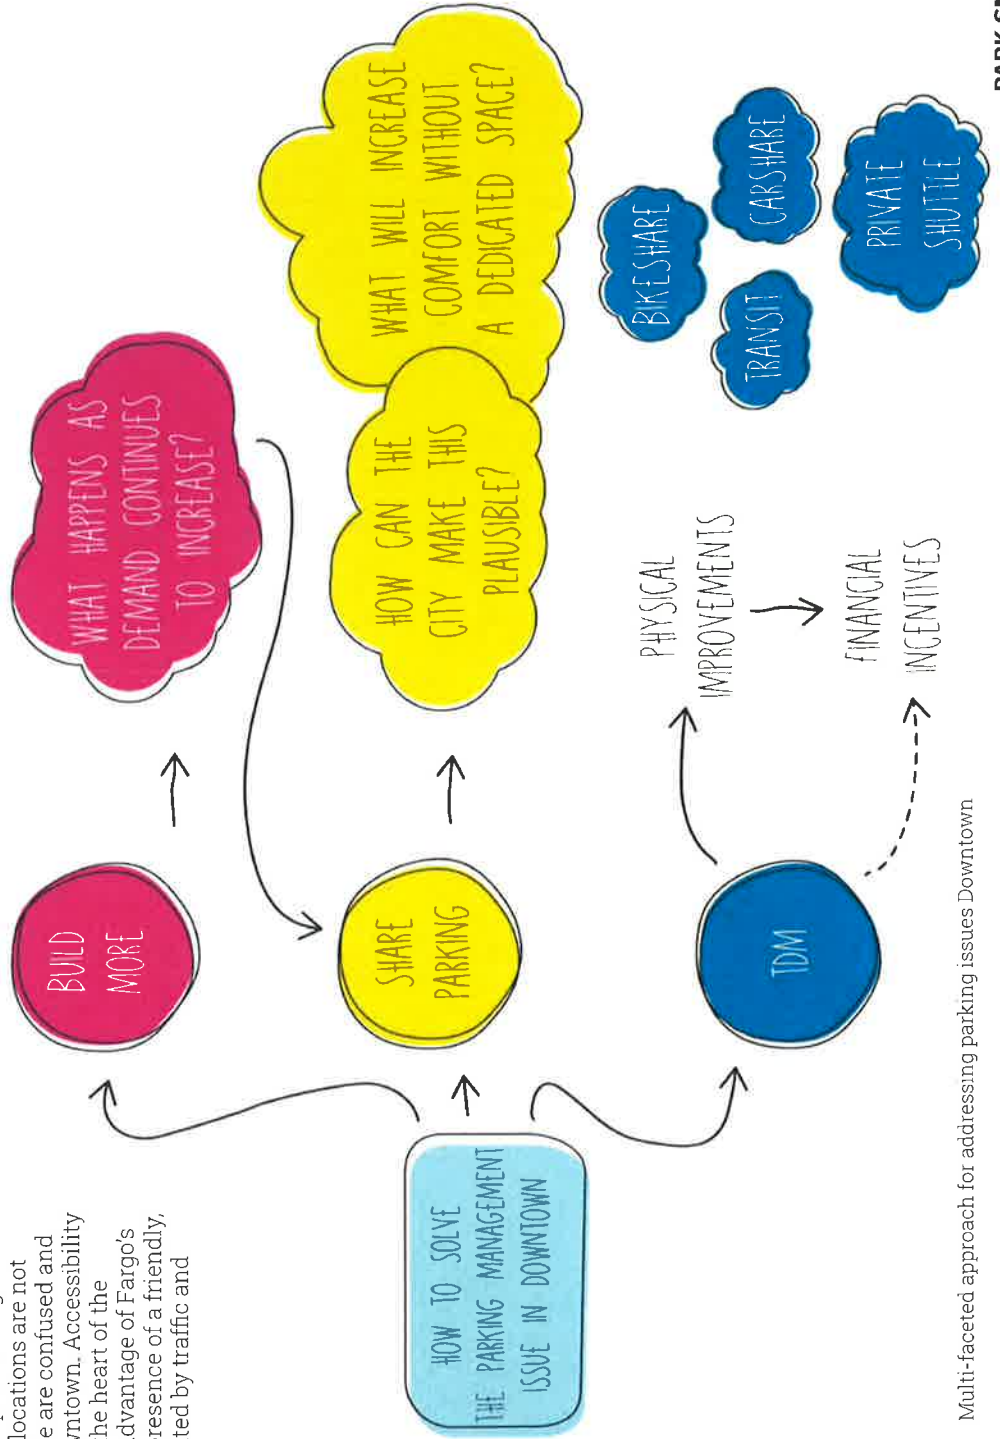 locations are not
e are confused and
wntown. Accessibility
he heart of the
dvantage of Fargo's
resence of a friendly,
ted by traffic and
HOW TO SOLVE
THE PARKING MANAGEMENT
ISSUE IN DOWNTOWN
BUILD
MORE
WHAT HAPPENS AS
DEMAND CONTINUES
TO INCREASE?
SHARE
PARKING
HOW CAN THE
CITY MAKE THIS
PLAUSIBLE?
WHAT WILL INCREASE
COMFORT WITHOUT
A DEDICATED SPACE?
TDM
PHYSICAL
IMPROVEMENTS
FINANCIAL
INCENTIVES
BIKESHARE
TRANSIT
CARSHARE
PRIVATE
SHUTTLE
Multi-faceted approach for addressing parking issues Downtown